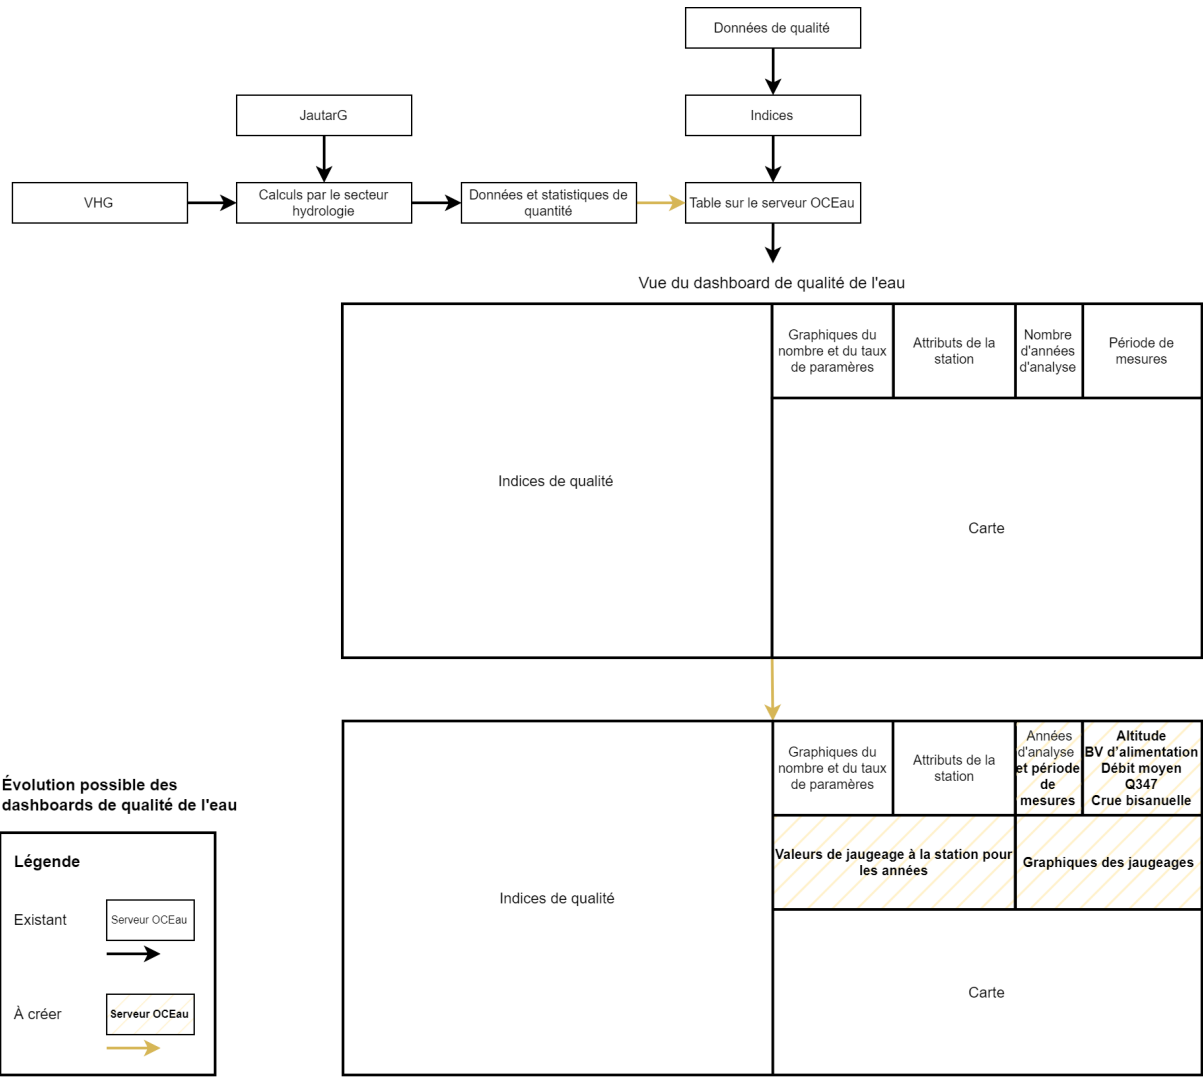 Données de qualité
JautarG
Indices
VHG
Calculs par le secteur
hydrologie
Données et statistiques de
quantité
Table sur le serveur OCEau
Vue du dashboard de qualité de l'eau
Graphiques du
nombre et du taux
de paramères
Attributs de la
station
Nombre
d'années
d'analyse
Période de
mesures
Indices de qualité
Carte
Graphiques du
nombre et du taux
de paramères
Attributs de la
station
Années
d'analyse
et période
de
mesures
Altitude
BV d'alimentation
Débit moyen
Q347
Crue bisanuelle
Valeurs de jaugeage à la station pour
les années
Graphiques des jaugeages
Indices de qualité
Carte
Évolution possible des
dashboards de qualité de l'eau
Légende
Existant
Serveur OCEau
À créer
Serveur OCEau